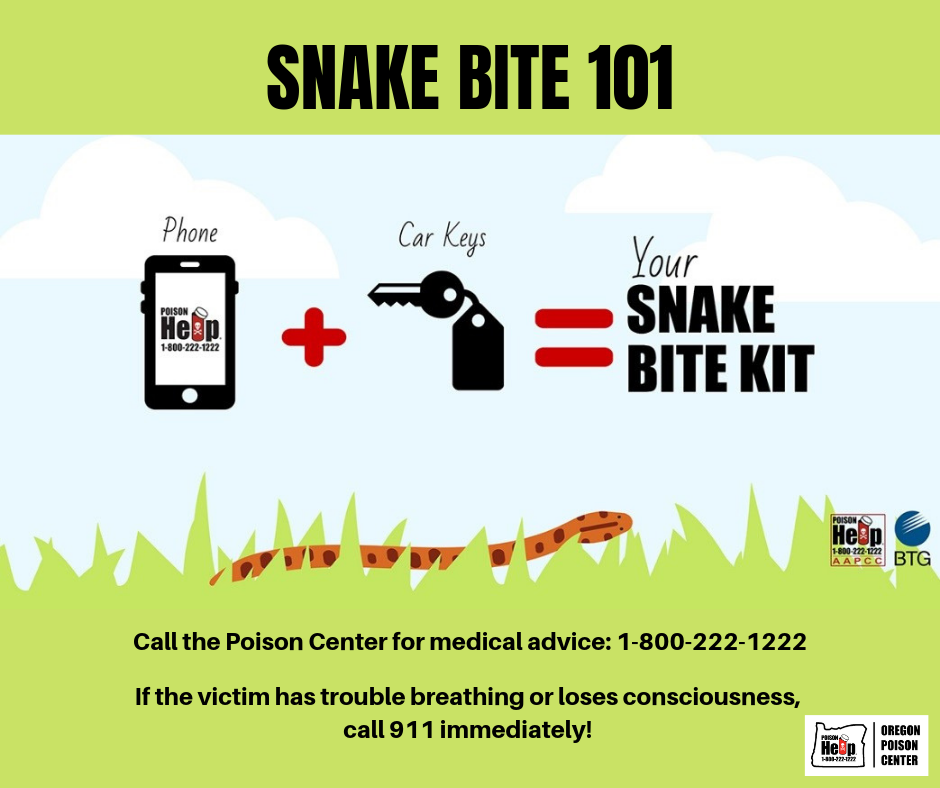 SNAKE BITE 101
Phone
Car Keys
POISON
Help
1-800-222-1222
Your
SNAKE
BITE KIT
POISON
Help
1-800-222-1222
AAPCC
BTG
Call the Poison Center for medical advice: 1-800-222-1222
If the victim has trouble breathing or loses consciousness,
call 911 immediately!
POISON
Help
1-800-222-1222
OREGON
POISON
CENTER